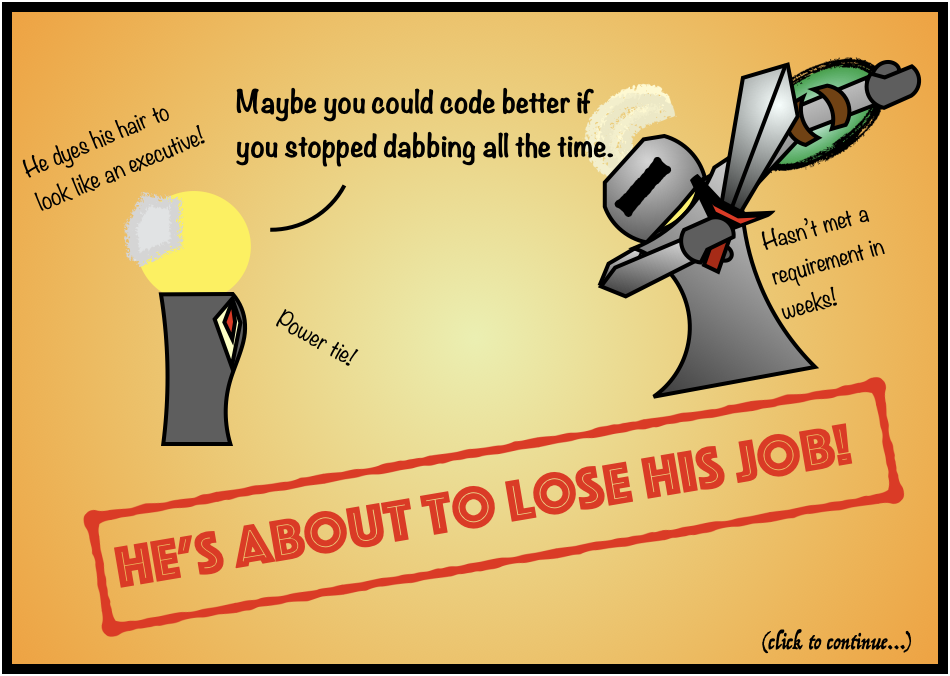 He dyes his hair to
look like an executive!
Maybe you could code better if
you stopped dabbing all the time.
Hasn't met a
requirement in
weeks!
Power tie!
HE'S ABOUT TO LOSE HIS JOB!
(click to continue...)